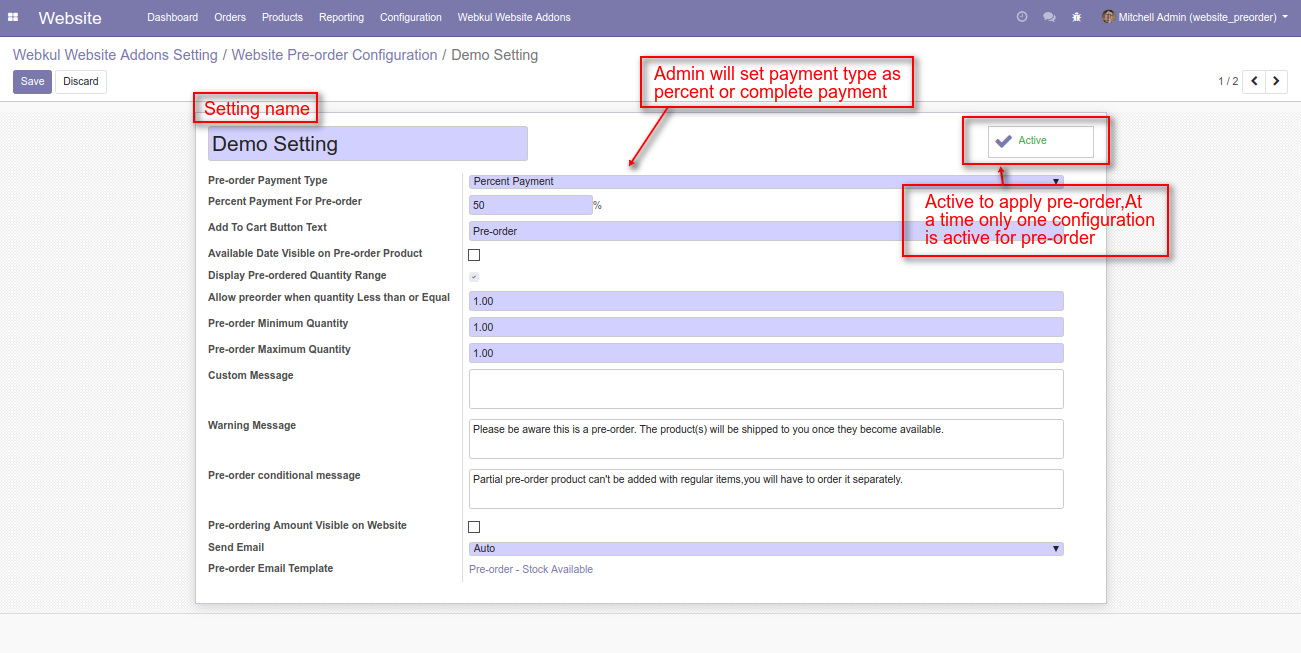 Website Dashboard Orders Products Reporting Configuration Webkul Website Addons Mitchell Admin (website_preorder)
Webkul Website Addons Setting / Website Pre-order Configuration / Demo Setting
Save Discard
1 / 2
Admin will set payment type as
percent or complete payment
Setting name
Demo Setting
Active
Active to apply pre-order,At
a time only one configuration
is active for pre-order
Pre-order Payment Type Percent Payment
Percent Payment For Pre-order 50 %
Add To Cart Button Text Pre-order
Available Date Visible on Pre-order Product
Display Pre-ordered Quantity Range
Allow preorder when quantity Less than or Equal 1.00
Pre-order Minimum Quantity 1.00
Pre-order Maximum Quantity 1.00
Custom Message
Warning Message Please be aware this is a pre-order. The product(s) will be shipped to you once they become available.
Pre-order conditional message Partial pre-order product can't be added with regular items,you will have to order it separately.
Pre-ordering Amount Visible on Website
Send Email Auto
Pre-order Email Template Pre-order - Stock Available